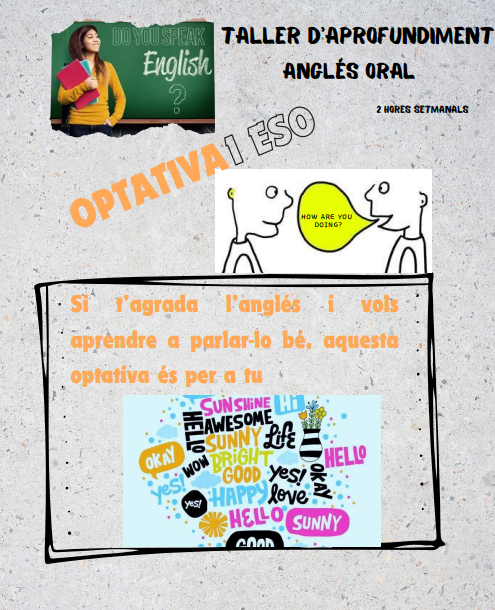 TALLER D'APROFUNDIMENT
ANGLÉS ORAL
2 HORES SETMANALS
DO YOU SPEAK
English
?
OPTATIVA 1 ESO
HOW ARE YOU
DOING?
Si t'agrada l'anglés i vols
aprendre a parlar-lo bé, aquesta
optativa és per a tu
SUNSHINE
Hi
HELLO
AWESOME
SUNNY
Life
OKAY
WOW
BRIGHT
HELLO
yes!
GOOD
yes!
OKAY
yes!
HAPPY
love
HELLO
SUNNY
GOOD